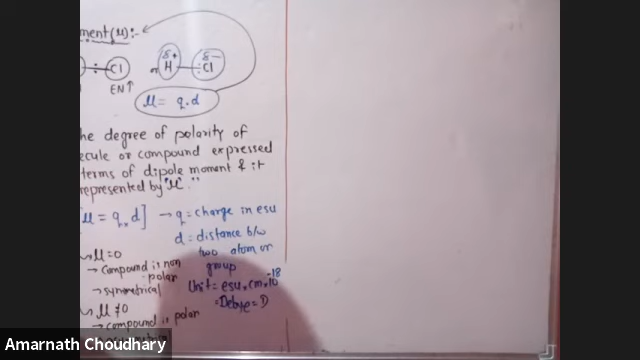 ment(μ):-
: Cl
EN↑
δ+ δ-
H — :Cl
μ = q.d
he degree of polarity of
ecule or compound expressed
terms of dipole moment & it
represented by "μ"
[μ = q.d] → q = charge in esu
d = distance b/w
two atom or
group
↳ μ=0
→ compound is non
polar
→ symmetrical
Unit = esu.cm.10⁻¹⁸
= Debye = D
↳ μ ≠ 0
→ compound is polar
Amarnath Choudhary